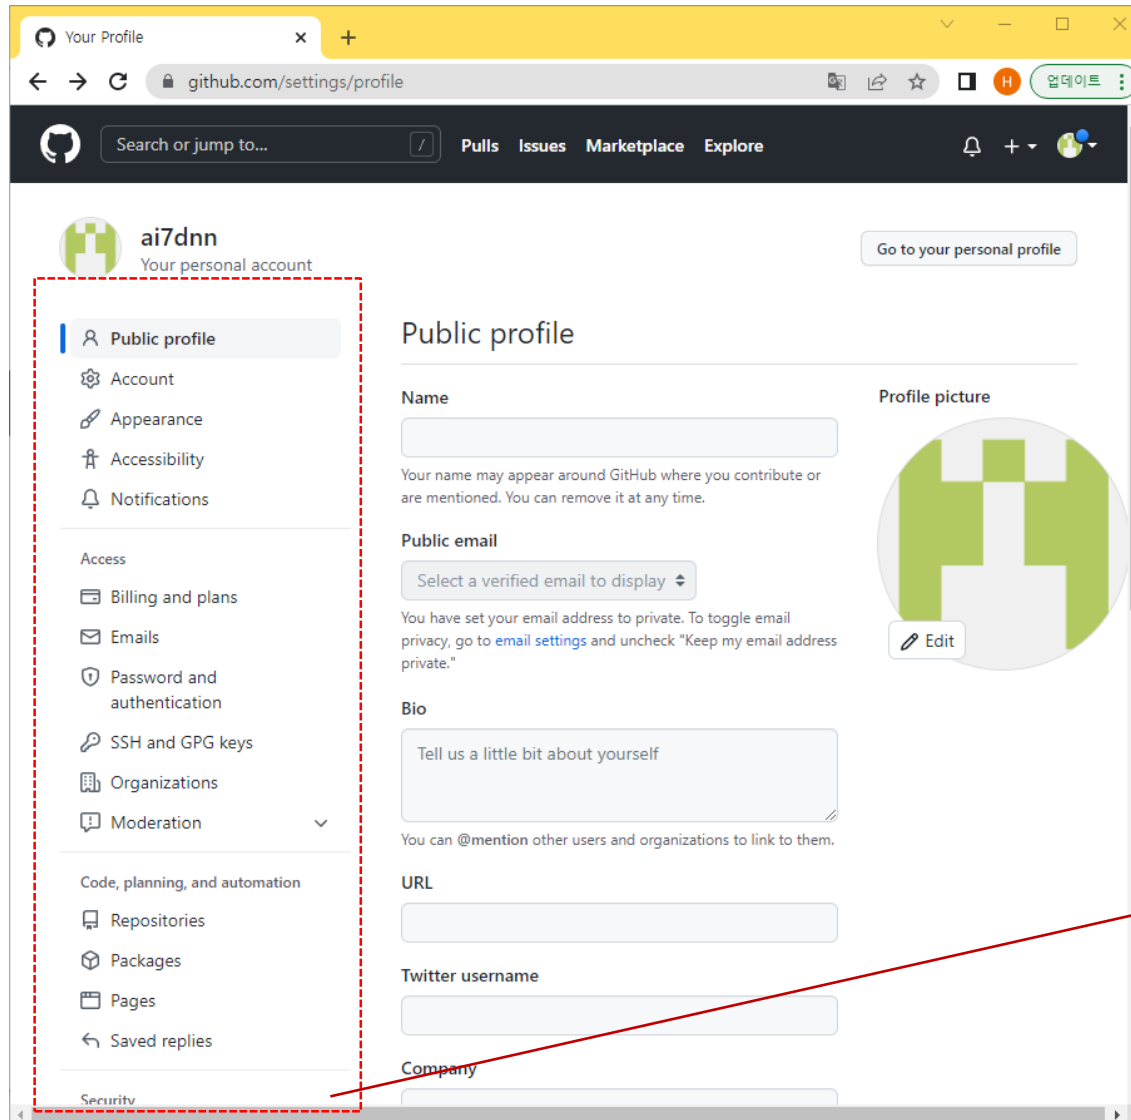 Your Profile
github.com/settings/profile
H
업데이트
Search or jump to...
/
Pulls Issues Marketplace Explore
ai7dnn
Your personal account
Go to your personal profile
Public profile
Account
Appearance
Accessibility
Notifications
Access
Billing and plans
Emails
Password and
authentication
SSH and GPG keys
Organizations
Moderation
Code, planning, and automation
Repositories
Packages
Pages
Saved replies
Security
Public profile
Name
Your name may appear around GitHub where you contribute or
are mentioned. You can remove it at any time.
Public email
Select a verified email to display
You have set your email address to private. To toggle email
privacy, go to email settings and uncheck "Keep my email address
private."
Bio
Tell us a little bit about yourself
You can @mention other users and organizations to link to them.
URL
Twitter username
Company
Profile picture
Edit